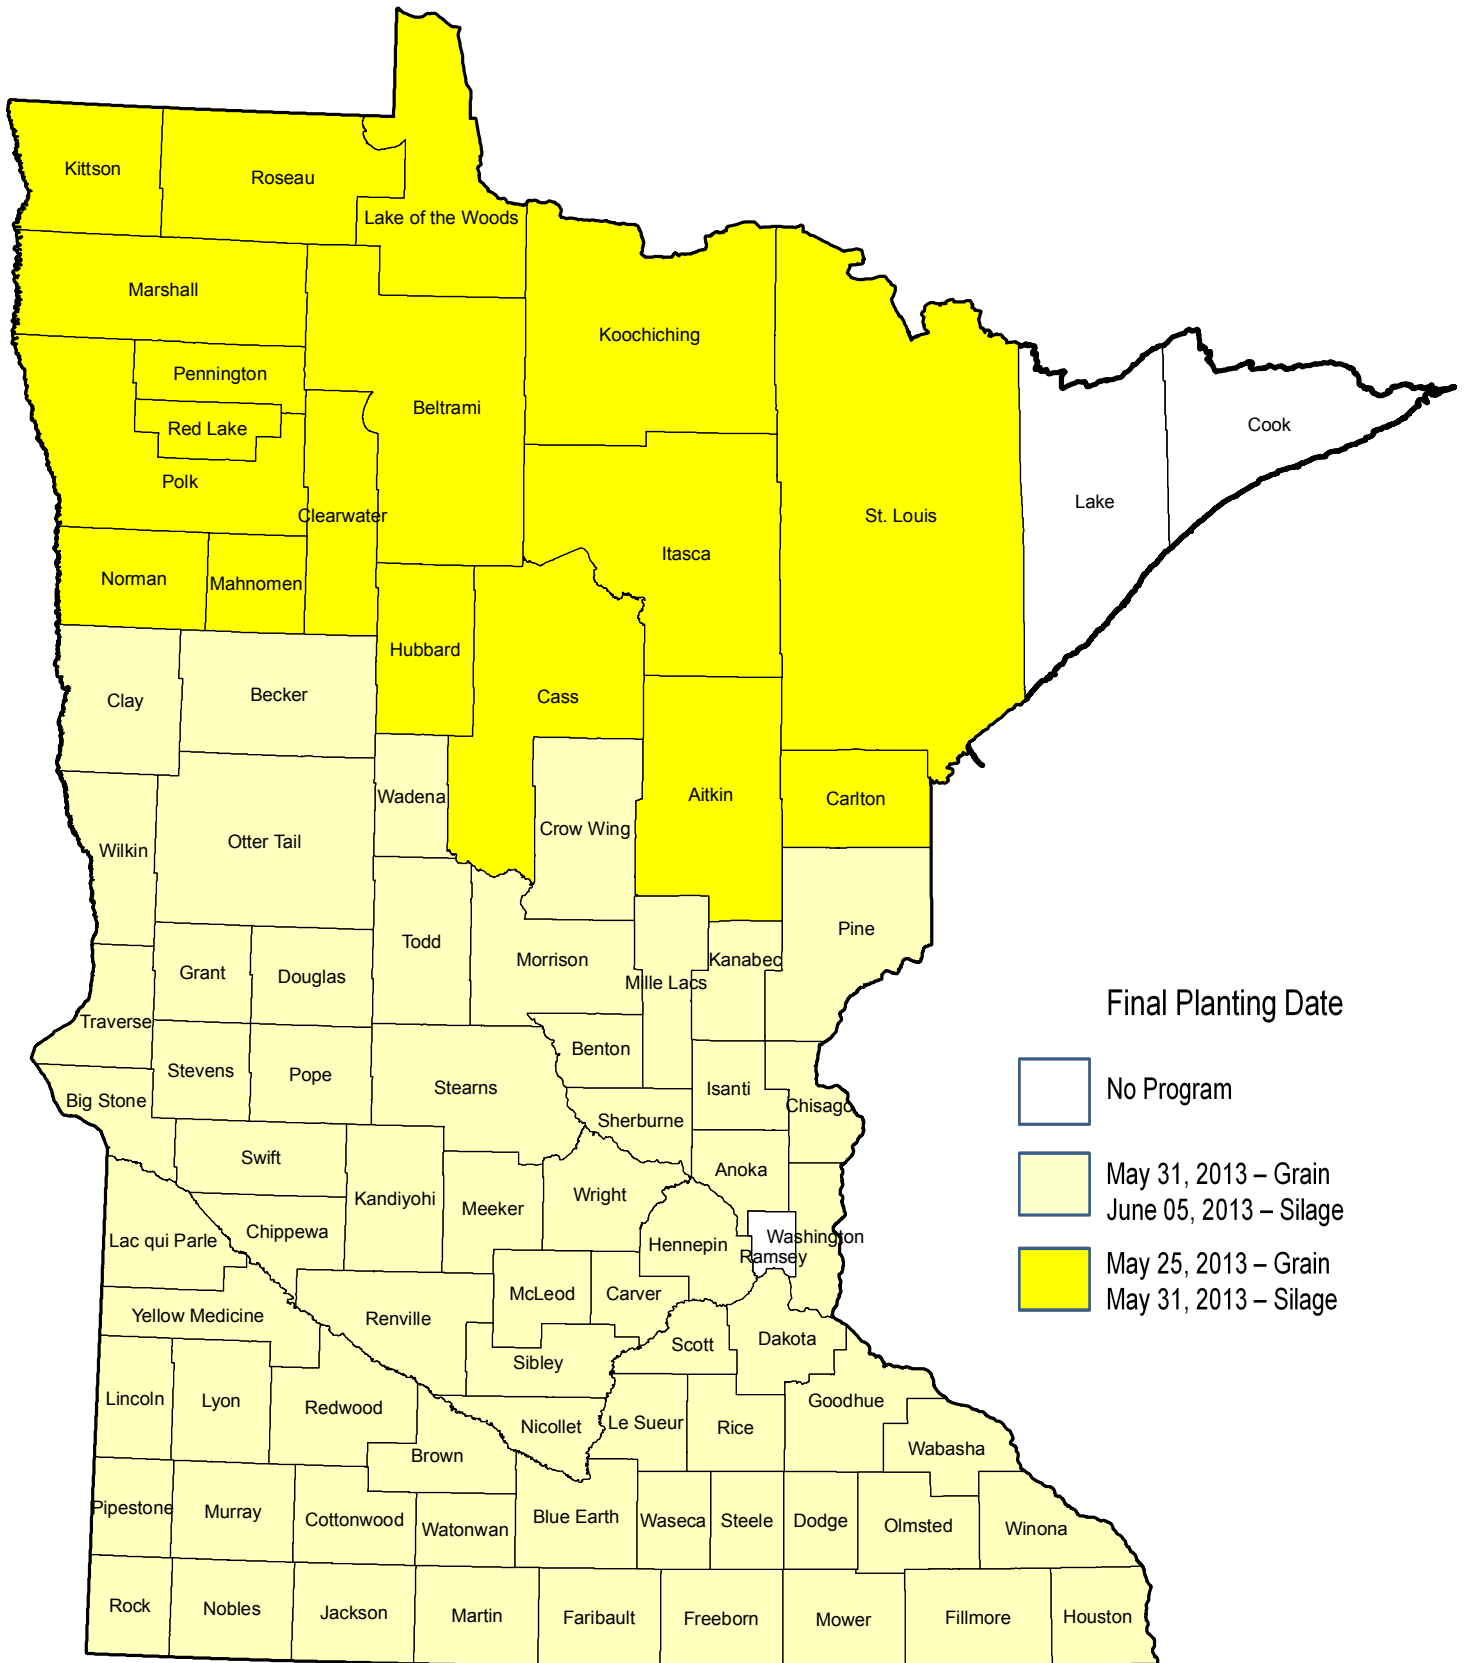 Kittson
Roseau
Lake of the Woods
Marshall
Koochiching
Pennington
Beltrami
Red Lake
Cook
Polk
Lake
Clearwater
St. Louis
Itasca
Norman
Mahnomen
Hubbard
Clay
Becker
Cass
Wadena
Aitkin
Carlton
Crow Wing
Otter Tail
Wilkin
Pine
Todd
Morrison
Kanabec
Grant
Douglas
Mille Lacs
Traverse
Benton
Stevens
Pope
Stearns
Isanti
Big Stone
Chisago
Sherburne
Swift
Anoka
Kandiyohi
Wright
Meeker
Chippewa
Lac qui Parle
Hennepin
Washington
Ramsey
McLeod
Carver
Yellow Medicine
Renville
Scott
Dakota
Sibley
Lincoln
Lyon
Redwood
Goodhue
Nicollet
Le Sueur
Rice
Brown
Wabasha
Pipestone
Murray
Cottonwood
Watonwan
Blue Earth
Waseca
Steele
Dodge
Olmsted
Winona
Rock
Nobles
Jackson
Martin
Faribault
Freeborn
Mower
Fillmore
Houston
Final Planting Date
No Program
May 31, 2013 – Grain
June 05, 2013 – Silage
May 25, 2013 – Grain
May 31, 2013 – Silage